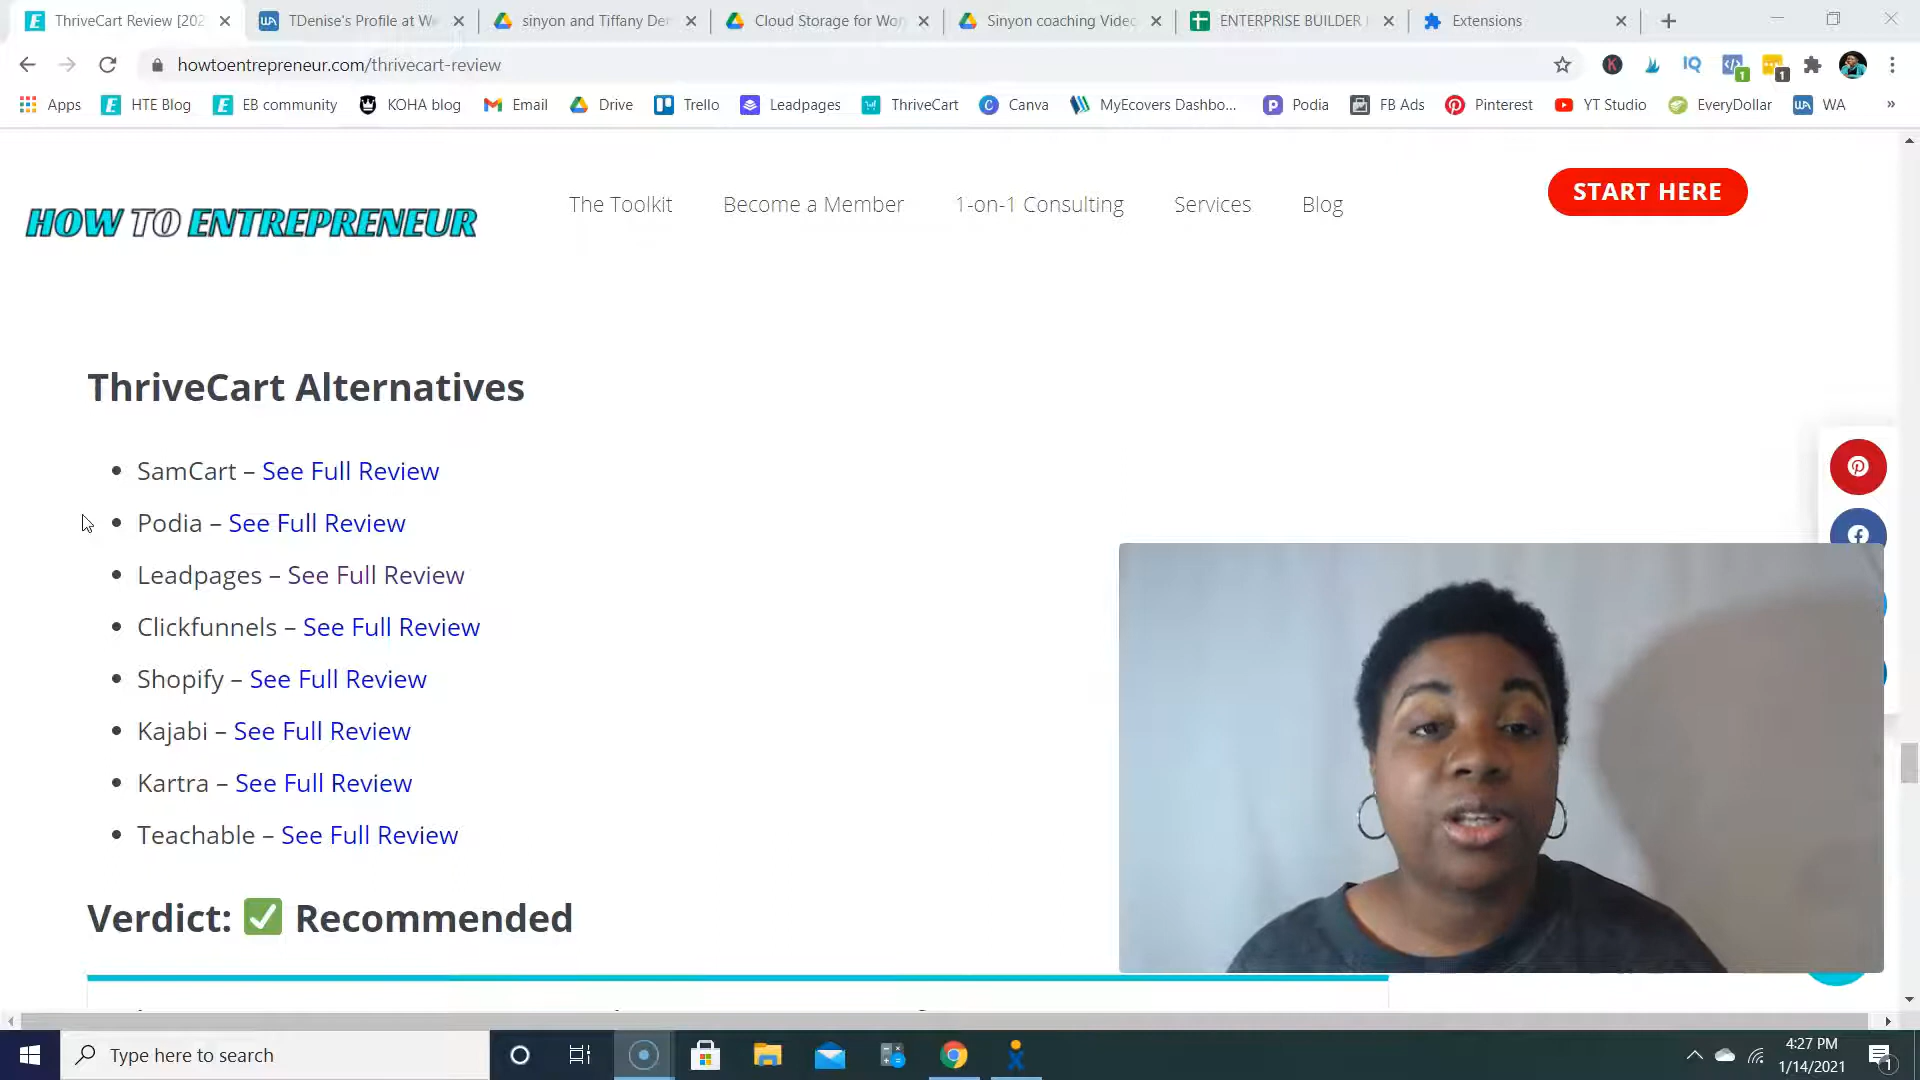 ThriveCart Review [202
TDenise's Profile at W
sinyon and Tiffany De
Cloud Storage for Wor
Sinyon coaching Video
ENTERPRISE BUILDER
Extensions
howtoentrepreneur.com/thrivecart-review
Apps
HTE Blog
EB community
KOHA blog
Email
Drive
Trello
Leadpages
ThriveCart
Canva
MyEcovers Dashbo...
Podia
FB Ads
Pinterest
YT Studio
EveryDollar
WA
»
HOW TO ENTREPRENEUR
The Toolkit
Become a Member
1-on-1 Consulting
Services
Blog
START HERE
ThriveCart Alternatives
• SamCart – See Full Review
• Podia – See Full Review
• Leadpages – See Full Review
• Clickfunnels – See Full Review
• Shopify – See Full Review
• Kajabi – See Full Review
• Kartra – See Full Review
• Teachable – See Full Review
Verdict: ✅ Recommended
Type here to search
4:27 PM
1/14/2021
1